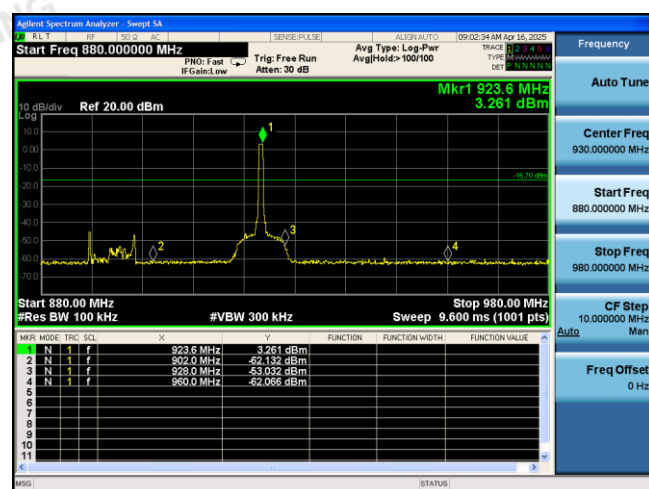 Agilent Spectrum Analyzer - Swept SA
RLT RF 50 Ω AC SENSE:PULSE ALIGN AUTO 09:02:34 AM Apr 16, 2025
Start Freq 880.000000 MHz
PNO: Fast
IFGain:Low
Trig: Free Run
Atten: 30 dB
Avg Type: Log-Pwr
Avg|Hold:>100/100
TRACE 1 2 3 4 5 6
TYPE
DET P N N N N N
Mkr1 923.6 MHz
3.261 dBm
10 dB/div Ref 20.00 dBm
Log
10.0
0.00
-10.0
-20.0
-30.0
-40.0
-50.0
-60.0
-70.0
1
2
3
4
-16.70 dBm
Start 880.00 MHz Stop 980.00 MHz
#Res BW 100 kHz #VBW 300 kHz Sweep 9.600 ms (1001 pts)
MKR MODE TRC SCL X Y FUNCTION FUNCTION WIDTH FUNCTION VALUE
1 N 1 f 923.6 MHz 3.261 dBm
2 N 1 f 902.0 MHz -62.132 dBm
3 N 1 f 928.0 MHz -53.032 dBm
4 N 1 f 960.0 MHz -62.066 dBm
5
6
7
8
9
10
11
MSG STATUS
Frequency
Auto Tune
Center Freq
930.000000 MHz
Start Freq
880.000000 MHz
Stop Freq
980.000000 MHz
CF Step
10.000000 MHz
Auto Man
Freq Offset
0 Hz